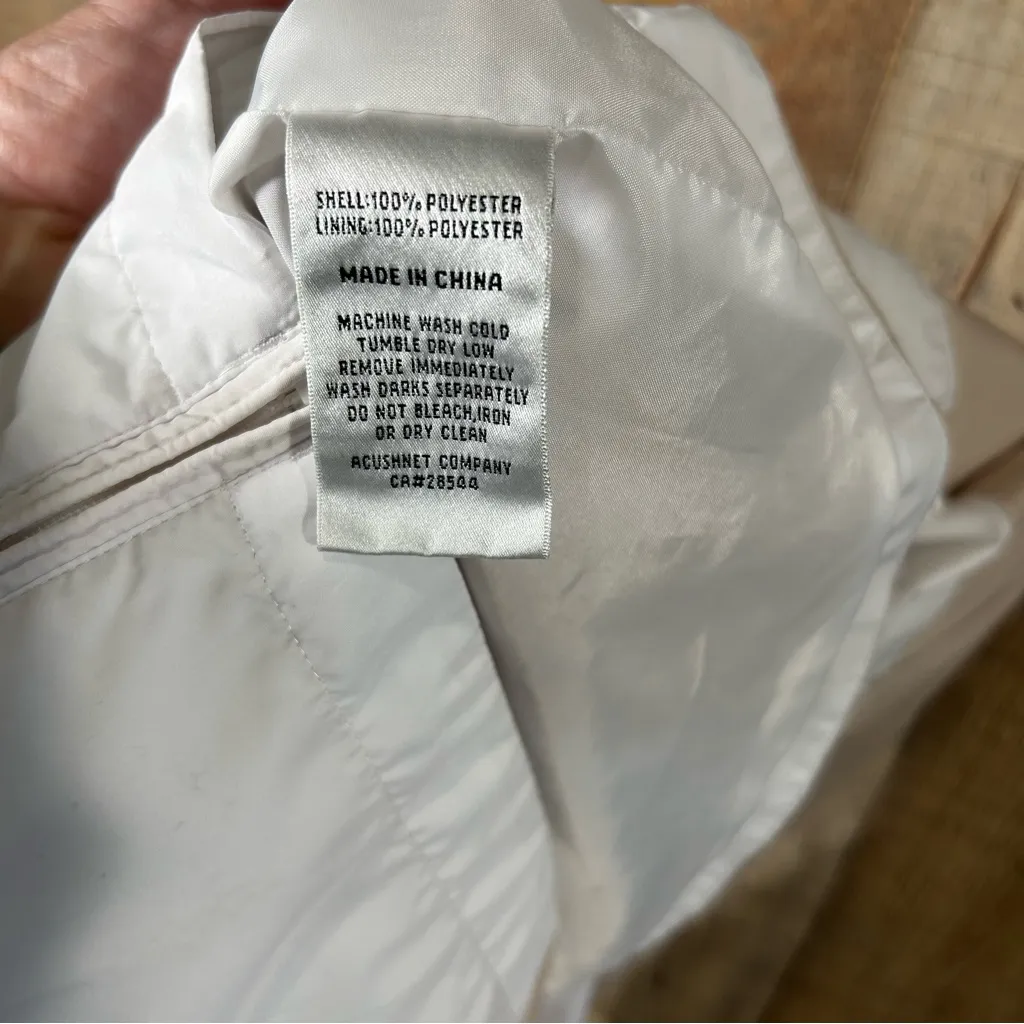 SHELL:100% POLYESTER
LINING:100% POLYESTER
MADE IN CHINA
MACHINE WASH COLD
TUMBLE DRY LOW
REMOVE IMMEDIATELY
WASH DARKS SEPARATELY
DO NOT BLEACH,IRON
OR DRY CLEAN
ACUSHNET COMPANY
CA#28544